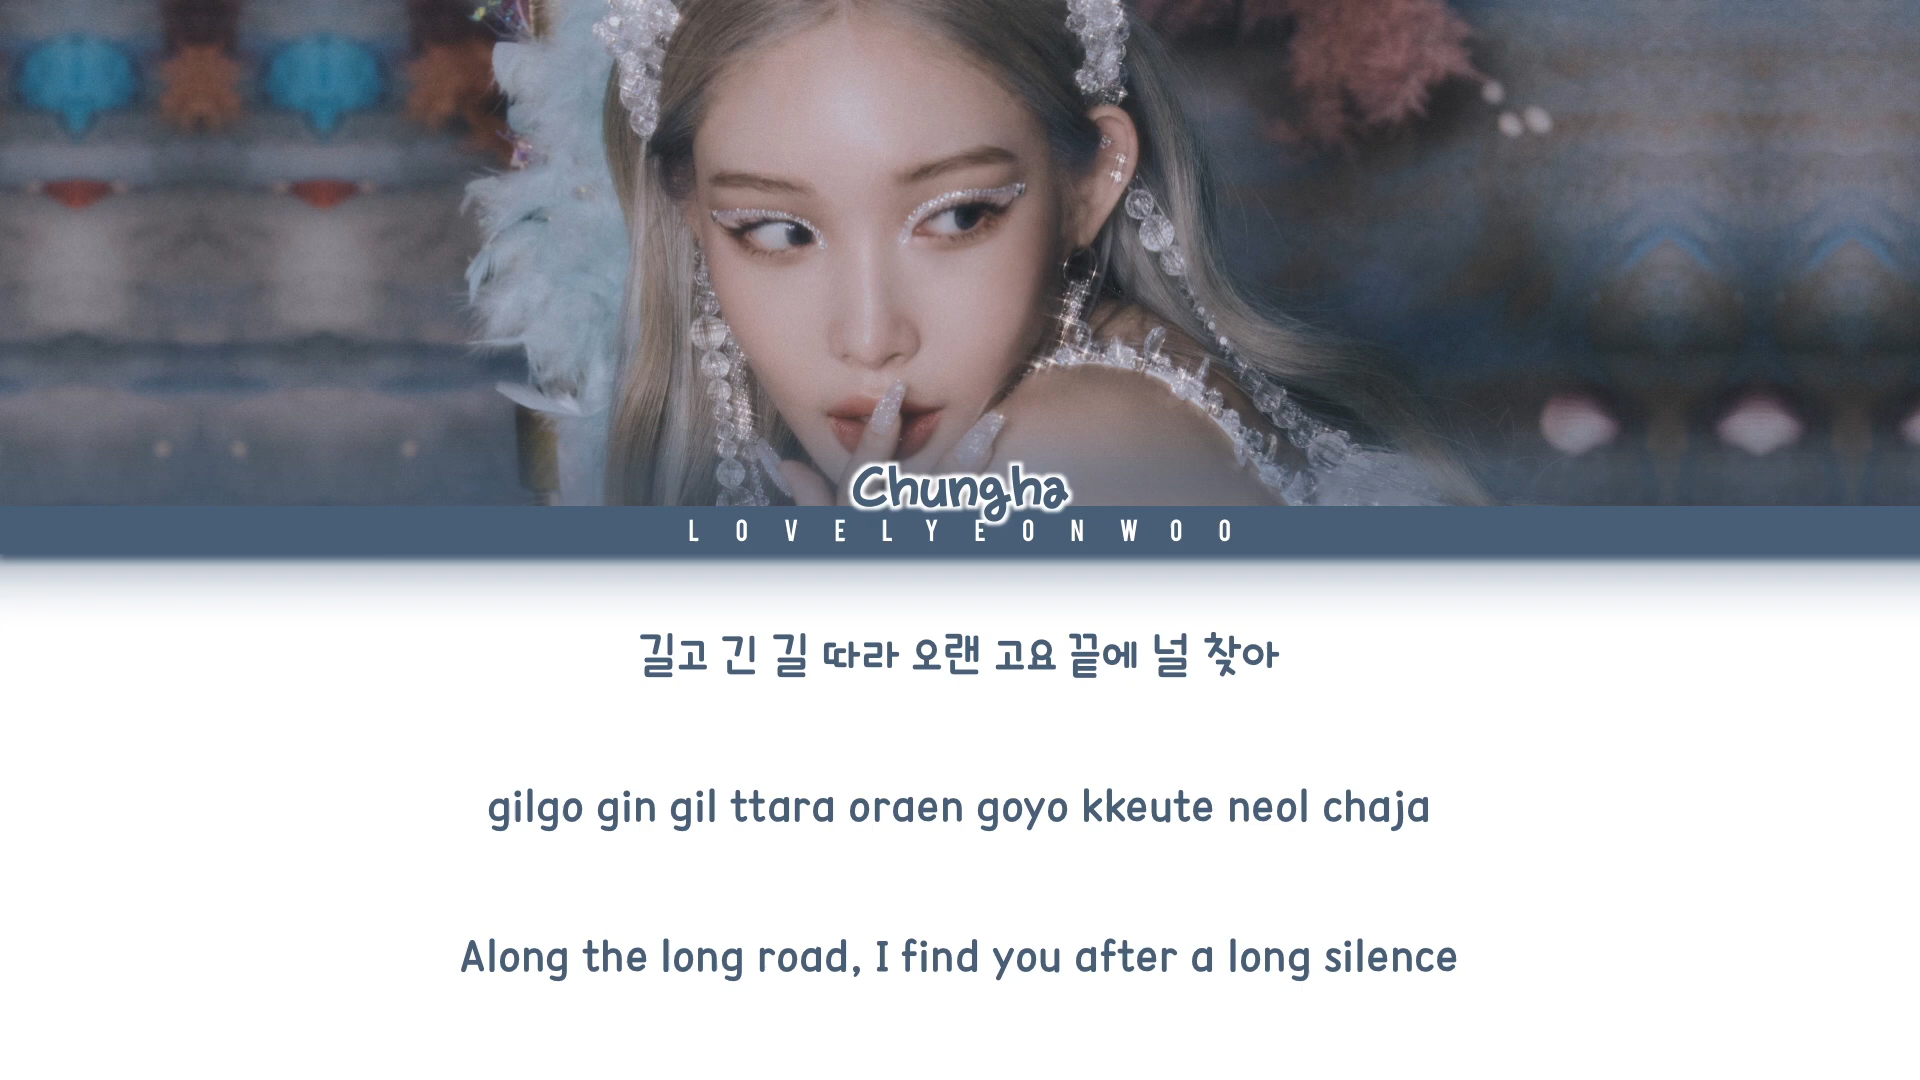 Chungha
LOVELYEONWOO
길고 긴 길 따라 오랜 고요 끝에 널 찾아
gilgo gin gil ttara oraen goyo kkeute neol chaja
Along the long road, I find you after a long silence